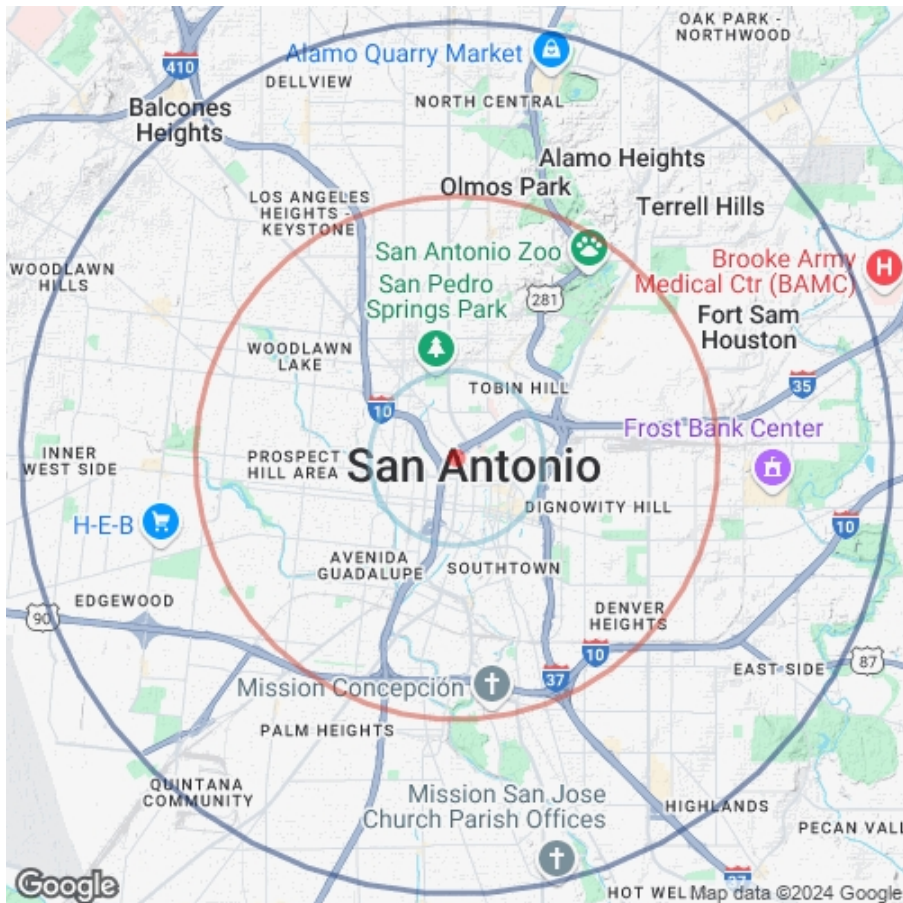 OAK PARK -
NORTHWOOD
Alamo Quarry Market
410
DELLVIEW
Balcones
Heights
NORTH CENTRAL
Alamo Heights
Olmos Park
LOS ANGELES
HEIGHTS -
KEYSTONE
Terrell Hills
San Antonio Zoo
WOODLAWN
HILLS
Brooke Army
Medical Ctr (BAMC)
H
San Pedro
Springs Park
281
Fort Sam
Houston
WOODLAWN
LAKE
TOBIN HILL
35
10
Frost Bank Center
INNER
WEST SIDE
PROSPECT
HILL AREA
San Antonio
H-E-B
DIGNOWITY HILL
10
AVENIDA
GUADALUPE
SOUTHTOWN
EDGEWOOD
90
DENVER
HEIGHTS
10
EAST SIDE
87
Mission Concepción
37
PALM HEIGHTS
QUINTANA
COMMUNITY
Mission San Jose
Church Parish Offices
HIGHLANDS
PECAN VALL
37
Google
HOT WEL
Map data ©2024 Google